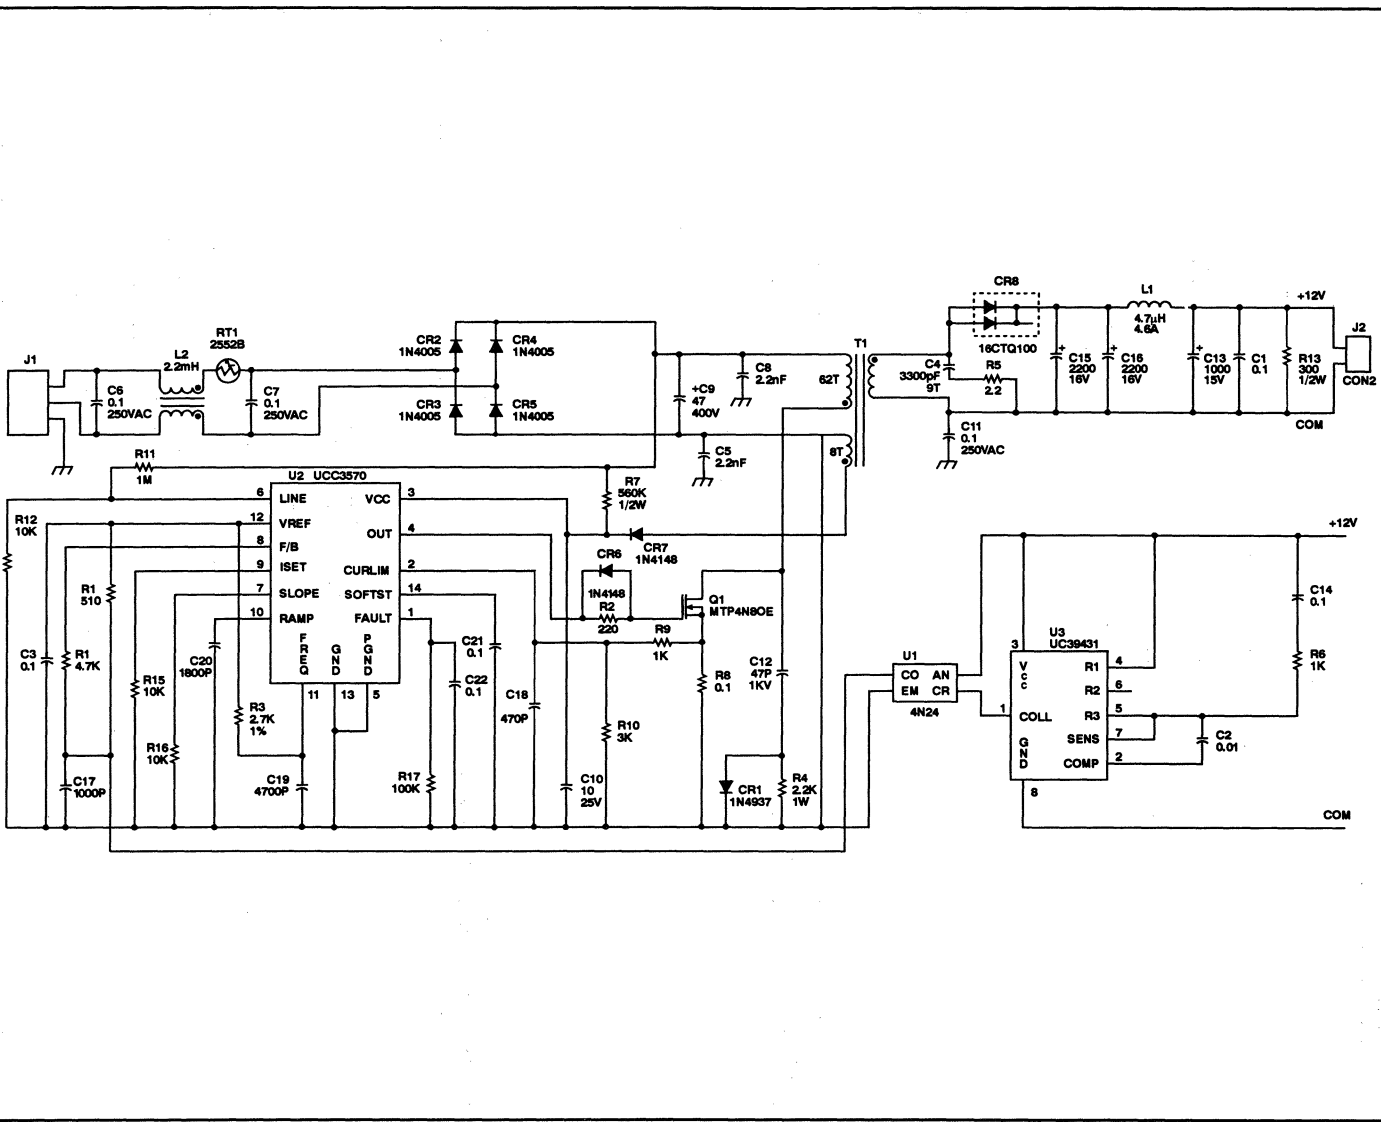 CR8
L1
+12V
4.7µH
4.6A
J2
CON2
16CTQ100
RT1
2552B
CR2
1N4005
CR4
1N4005
T1
J1
L2
2.2mH
C4
3300pF
9T
R5
2.2
C15
2200
16V
C16
2200
16V
C13
1000
15V
C1
0.1
R13
300
1/2W
C8
2.2nF
62T
C6
0.1
250VAC
C7
0.1
250VAC
CR3
1N4005
CR5
1N4005
+C9
47
400V
COM
C11
0.1
250VAC
R11
1M
C5
2.2nF
8T
U2 UCC3570
R7
560K
1/2W
6
LINE
VCC
3
R12
10K
12
VREF
+12V
8
F/B
OUT
4
CR7
1N4148
9
ISET
CURLIM
2
CR6
1N4148
R1
510
7
SLOPE
SOFTST
14
Q1
MTP4N8OE
C14
0.1
10
RAMP
FAULT
1
R2
220
FREQ
GND
PGND
R9
1K
C21
0.1
C3
0.1
R1
4.7K
C20
1800P
U1
U3
UC39431
3
R6
1K
C12
47P
1KV
CO AN
EM CR
4N24
Vcc
R1
4
R2
6
R15
10K
C22
0.1
C18
470P
R8
0.1
11
13
5
R3
2.7K
1%
1
COLL
R3
5
R10
3K
SENS
7
C2
0.01
GND
COMP
2
R16
10K
C17
1000P
C19
4700P
R17
100K
C10
10
25V
CR1
1N4937
R4
2.2K
1W
8
COM